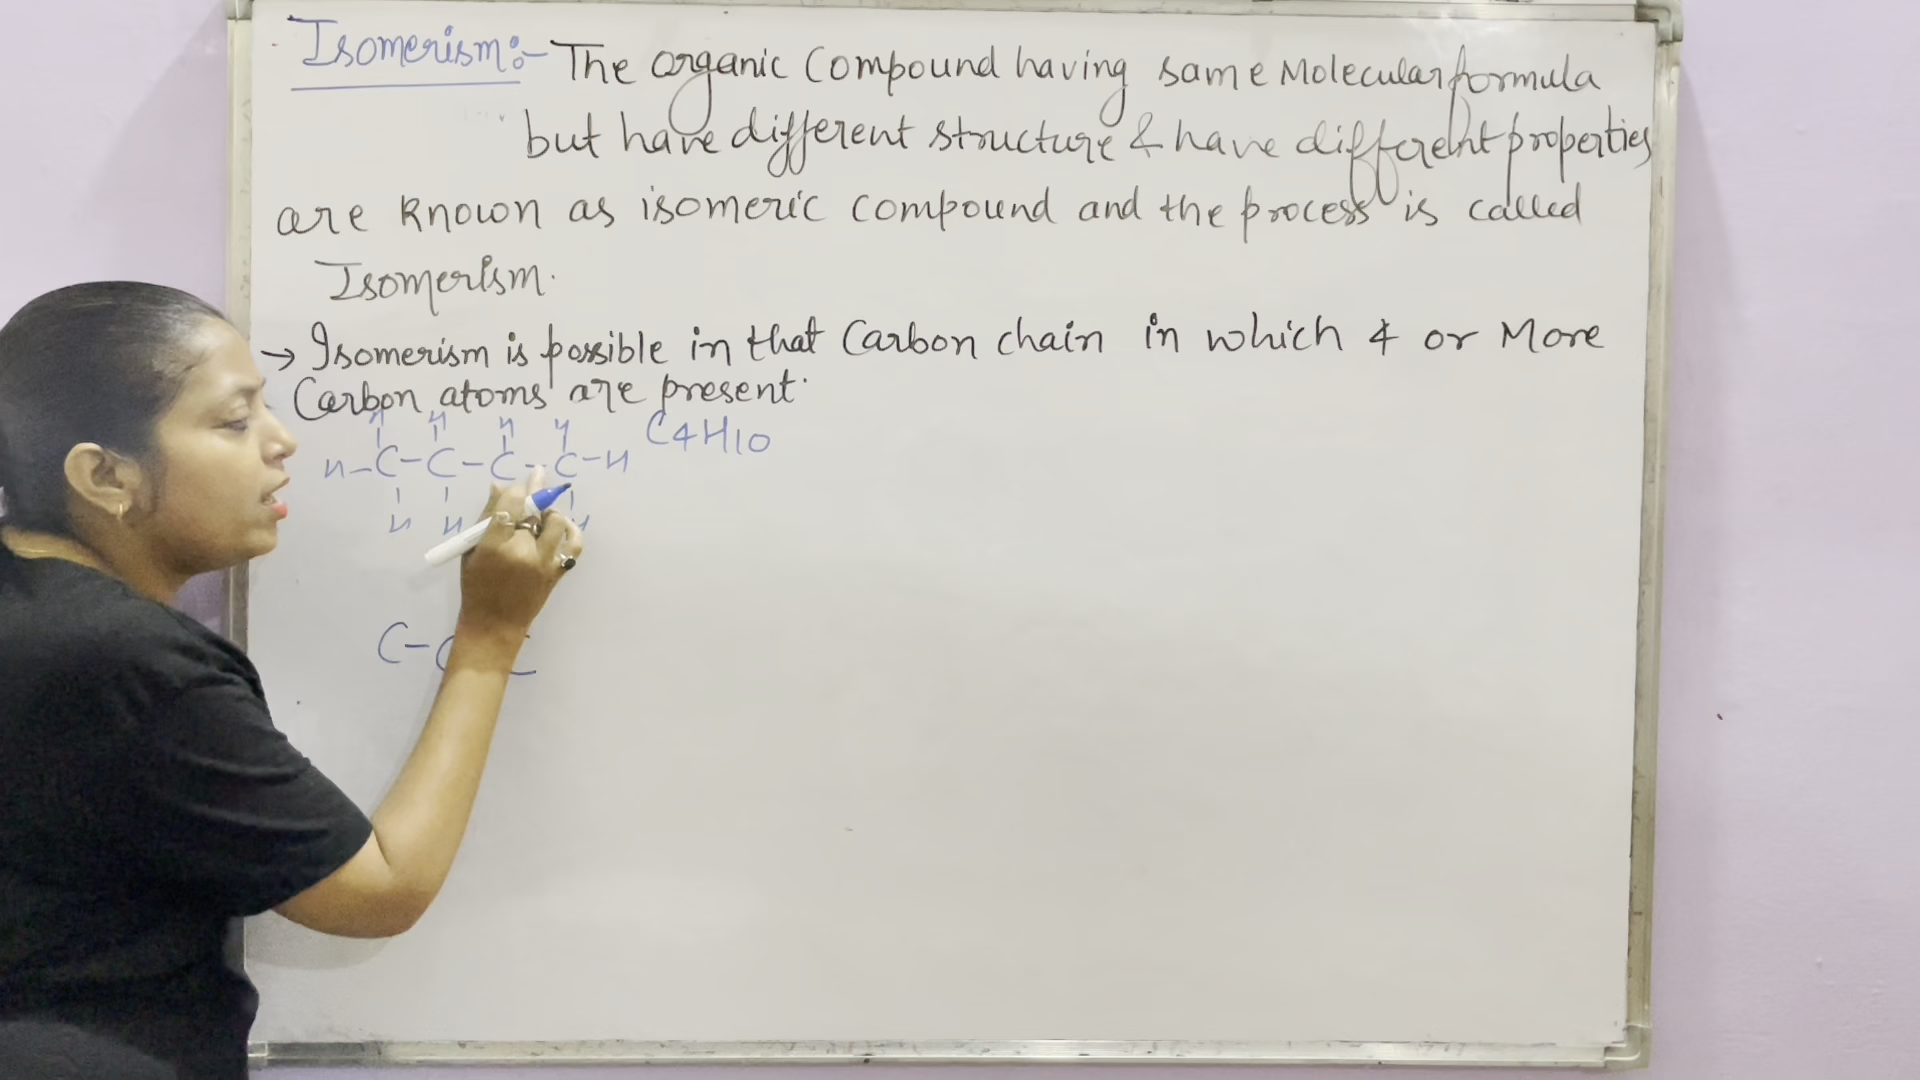 Isomerism:- The organic Compound having same Molecular formula
but have different structure & have different properties
are known as isomeric compound and the process is called
Isomerism.
→ Isomerism is possible in that Carbon chain in which 4 or More
Carbon atoms are present.
H H H H C4H10
H-C-C-C-C-H
H H H
C-C